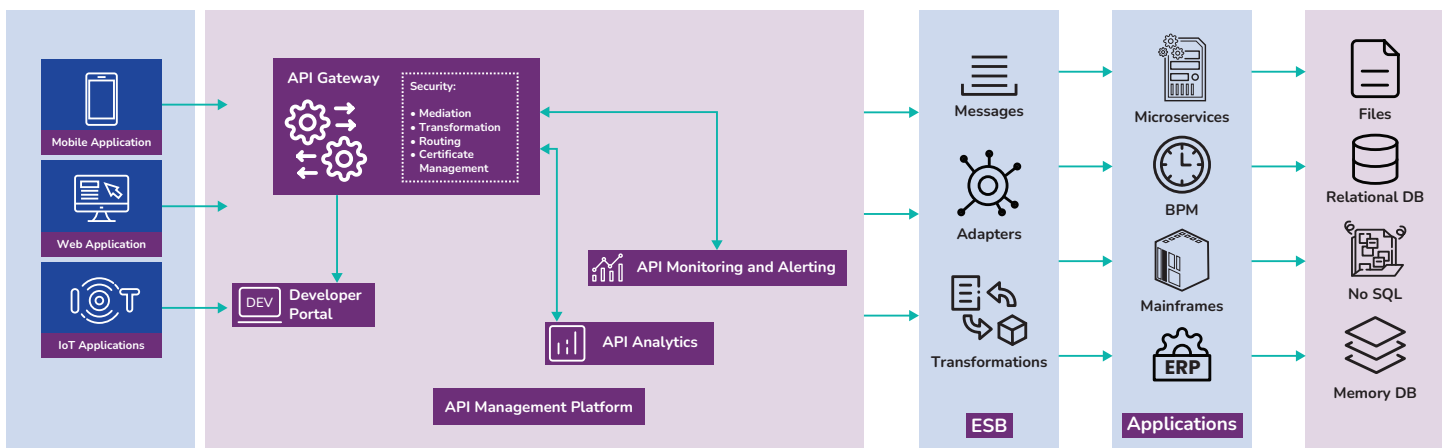 Mobile Application
Web Application
IoT
IoT Applications
API Gateway
Security:
• Mediation
• Transformation
• Routing
• Certificate
Management
DEV
Developer
Portal
API Monitoring and Alerting
API Analytics
API Management Platform
Messages
Adapters
Transformations
ESB
Microservices
BPM
Mainframes
ERP
Applications
Files
Relational DB
No SQL
Memory DB